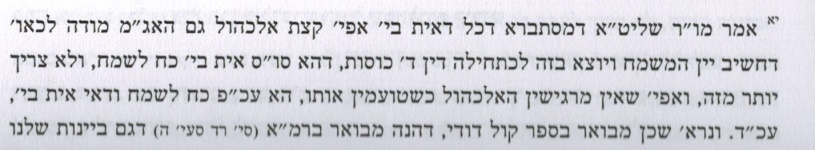 יא אמר מו״ר שליט״א דמסתברא דכל דאית בי׳ אפי׳ קצת אלכהול גם האג״מ מודה לכאו׳
דחשיב יין המשמח ויוצא בזה לכתחילה דין ד׳ כוסות, דהא סו״ס אית בי׳ כח לשמח, ולא צריך
יותר מזה, ואפי׳ שאין מרגישין האלכהול כשטועמין אותו, הא עכ״פ כח לשמח ודאי אית בי׳,
עכ״ד. ונרא׳ שכן מבואר בספר קול דודי, דהנה מבואר ברמ״א (סי׳ רד סעי׳ ה) דגם ביינות שלנו